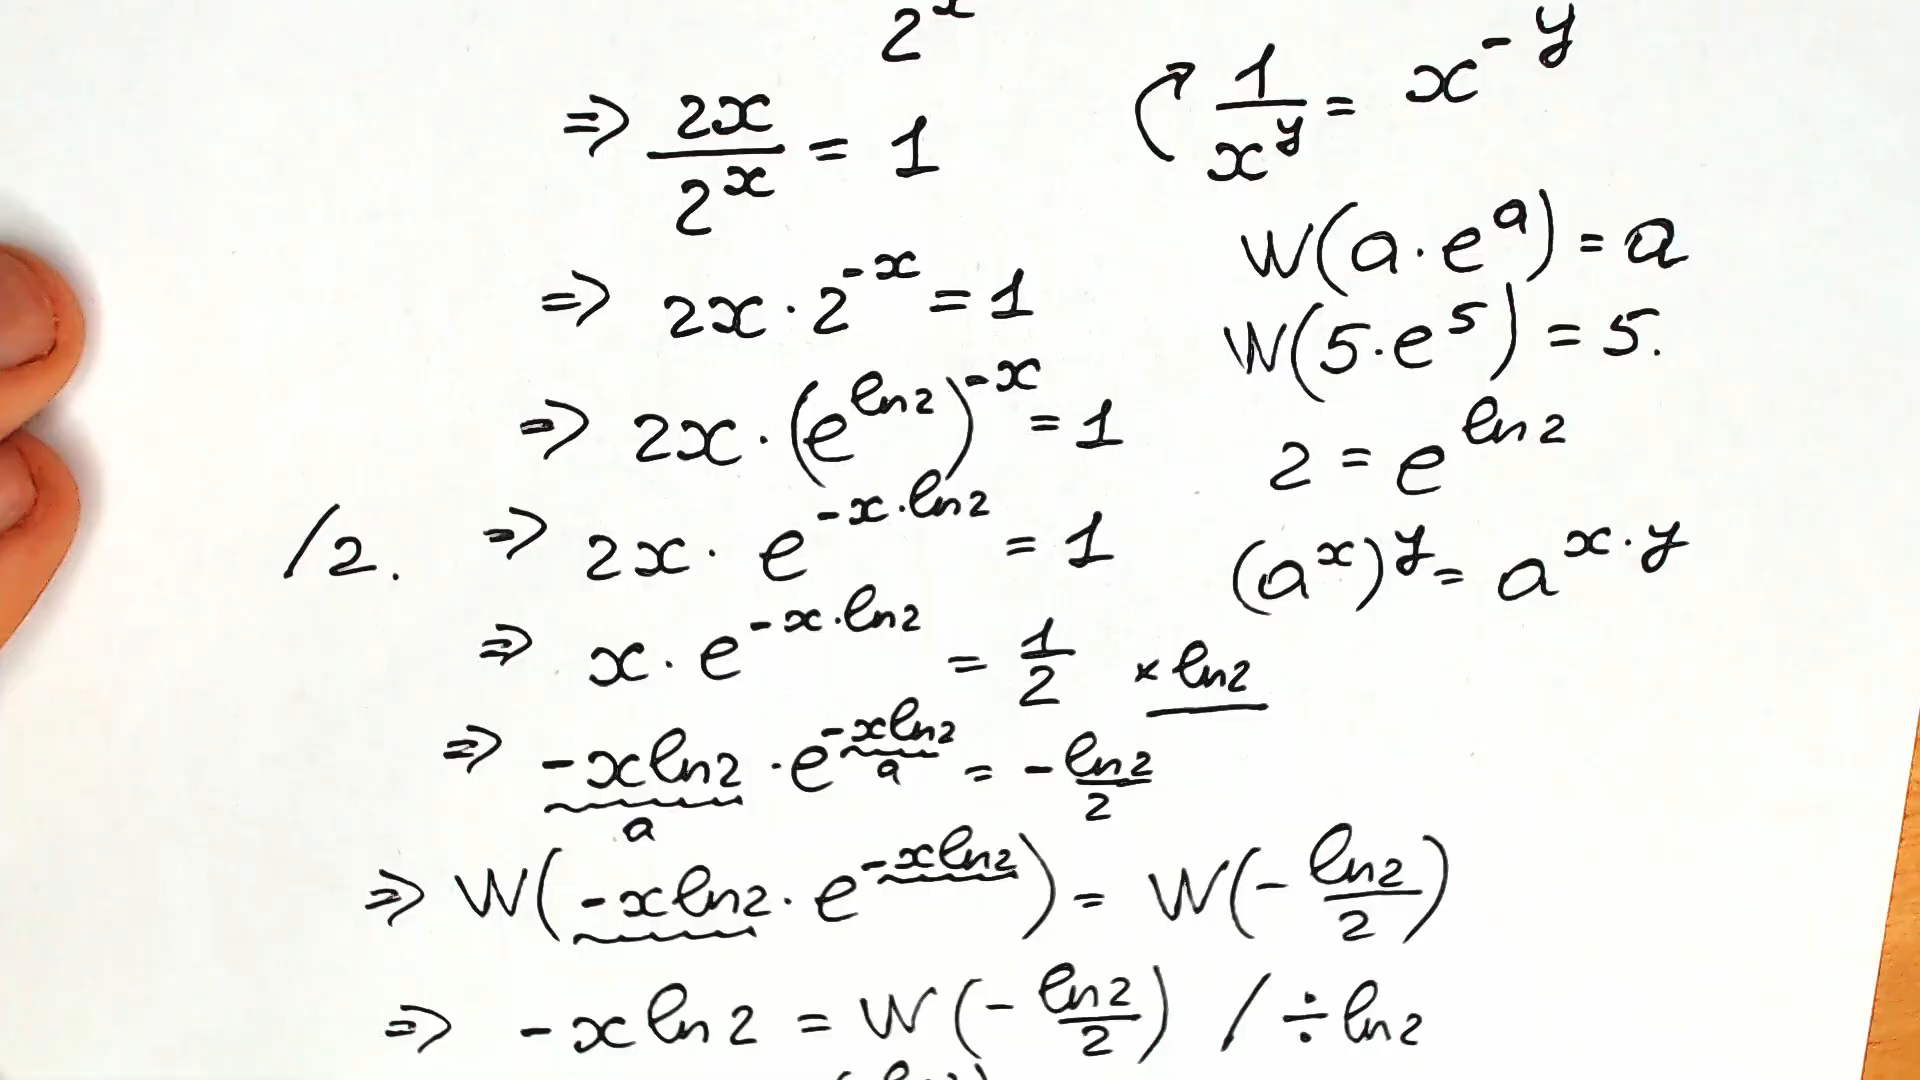 2^x
⇒ 2x/2^x = 1
1/x^y = x^-y
⇒ 2x · 2^-x = 1
W(a·e^a) = a
W(5·e^5) = 5.
⇒ 2x · (e^ln2)^-x = 1
2 = e^ln2
/2. ⇒ 2x · e^-x·ln2 = 1
(a^x)^y = a^x·y
⇒ x · e^-x·ln2 = 1/2 × ln2
⇒ -xln2 · e^-xln2 = -ln2/2
a a
⇒ W(-xln2 · e^-xln2) = W(-ln2/2)
⇒ -xln2 = W(-ln2/2) / ÷ ln2